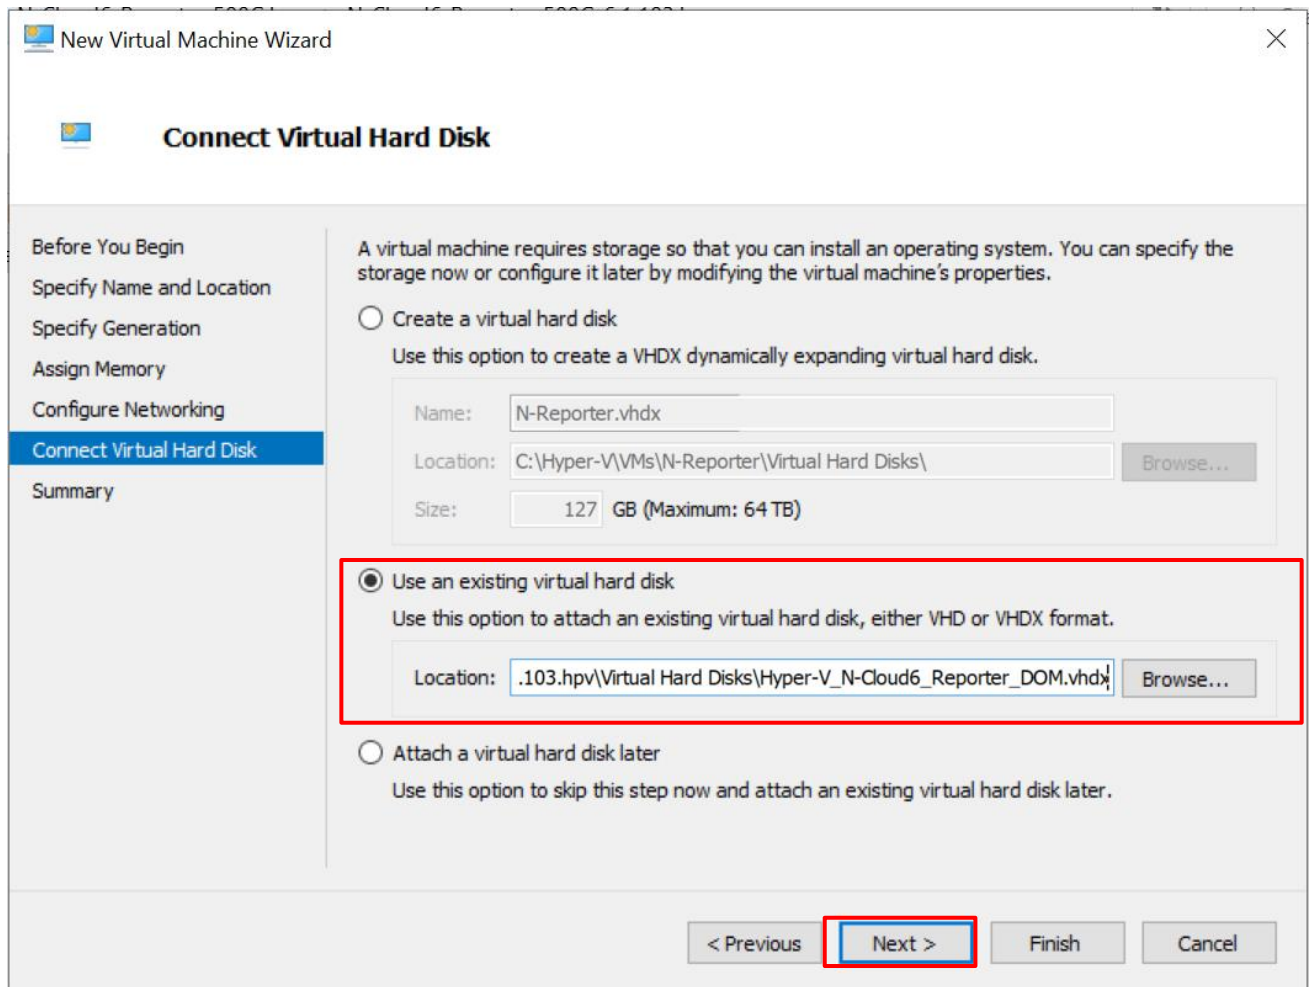 New Virtual Machine Wizard
Connect Virtual Hard Disk
Before You Begin
Specify Name and Location
Specify Generation
Assign Memory
Configure Networking
Connect Virtual Hard Disk
Summary
A virtual machine requires storage so that you can install an operating system. You can specify the
storage now or configure it later by modifying the virtual machine's properties.
Create a virtual hard disk
Use this option to create a VHDX dynamically expanding virtual hard disk.
Name: N-Reporter.vhdx
Location: C:\Hyper-V\VMs\N-Reporter\Virtual Hard Disks\ Browse...
Size: 127 GB (Maximum: 64 TB)
Use an existing virtual hard disk
Use this option to attach an existing virtual hard disk, either VHD or VHDX format.
Location: .103.hpv\Virtual Hard Disks\Hyper-V_N-Cloud6_Reporter_DOM.vhdx Browse...
Attach a virtual hard disk later
Use this option to skip this step now and attach an existing virtual hard disk later.
< Previous Next > Finish Cancel